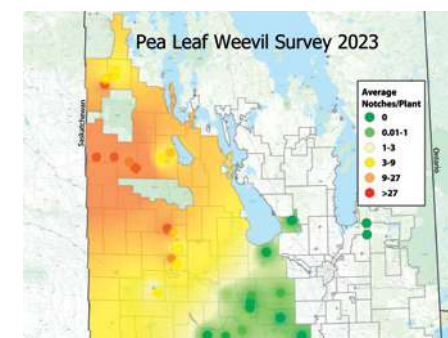 Pea Leaf Weevil Survey 2023
Saskatchewan
Average
Notches/Plant
0
0.01-1
1-3
3-9
9-27
>27
Ontario